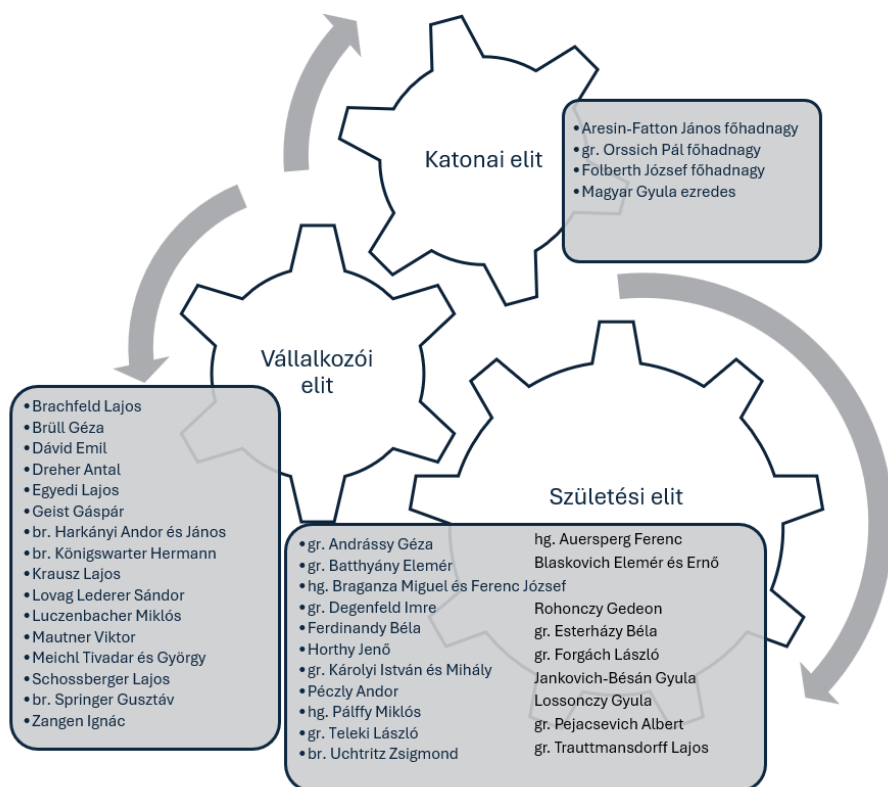 Katonai elit
• Aresin-Fatton János főhadnagy
• gr. Orssich Pál főhadnagy
• Folberth József főhadnagy
• Magyar Gyula ezredes
Vállalkozói
elit
• Brachfeld Lajos
• Brüll Géza
• Dávid Emil
• Dreher Antal
• Egyedi Lajos
• Geist Gáspár
• br. Harkányi Andor és János
• br. Königswarter Hermann
• Krausz Lajos
• Lovag Lederer Sándor
• Luczenbacher Miklós
• Mautner Viktor
• Meichl Tivadar és György
• Schossberger Lajos
• br. Springer Gusztáv
• Zangen Ignác
Születési elit
• gr. Andrássy Géza
• gr. Batthyány Elemér
• hg. Braganza Miguel és Ferenc József
• gr. Degenfeld Imre
• Ferdinandy Béla
• Horthy Jenő
• gr. Károlyi István és Mihály
• Péczly Andor
• hg. Pálffy Miklós
• gr. Teleki László
• br. Uchtritz Zsigmond
hg. Auersperg Ferenc
Blaskovich Elemér és Ernő
Rohonczy Gedeon
gr. Esterházy Béla
gr. Forgách László
Jankovich-Bésán Gyula
Lossonczy Gyula
gr. Pejacsevich Albert
gr. Trauttmansdorff Lajos